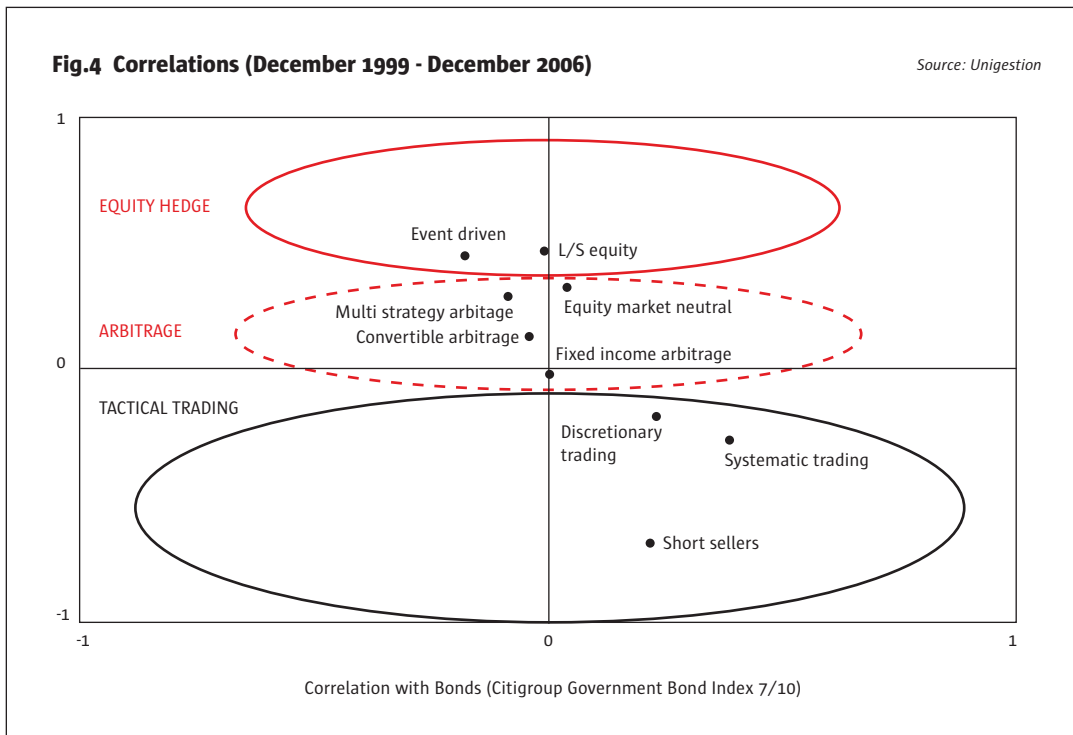 Fig.4 Correlations (December 1999 - December 2006)
Source: Unigestion
1
EQUITY HEDGE
Event driven
L/S equity
Multi strategy arbitage
Equity market neutral
ARBITRAGE
Convertible arbitrage
Fixed income arbitrage
0
TACTICAL TRADING
Discretionary
trading
Systematic trading
Short sellers
-1
-1
0
1
Correlation with Bonds (Citigroup Government Bond Index 7/10)